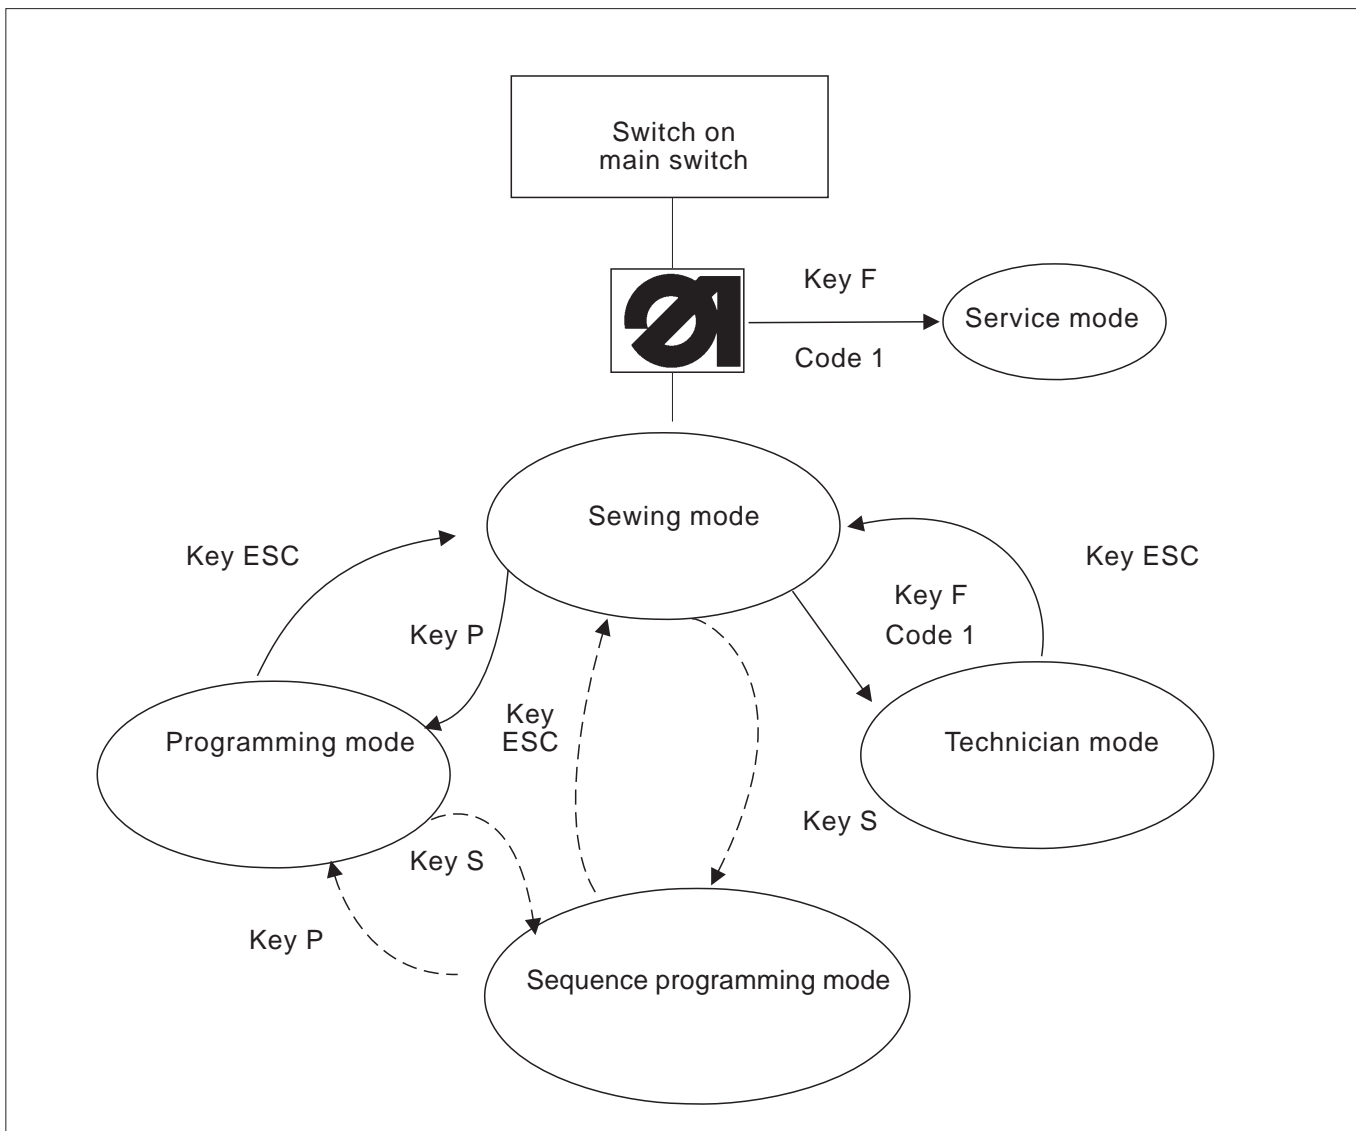 Switch on
main switch
Key F
Service mode
Code 1
Sewing mode
Key ESC
Key ESC
Key F
Code 1
Key P
Key
ESC
Programming mode
Technician mode
Key S
Key S
Key P
Sequence programming mode